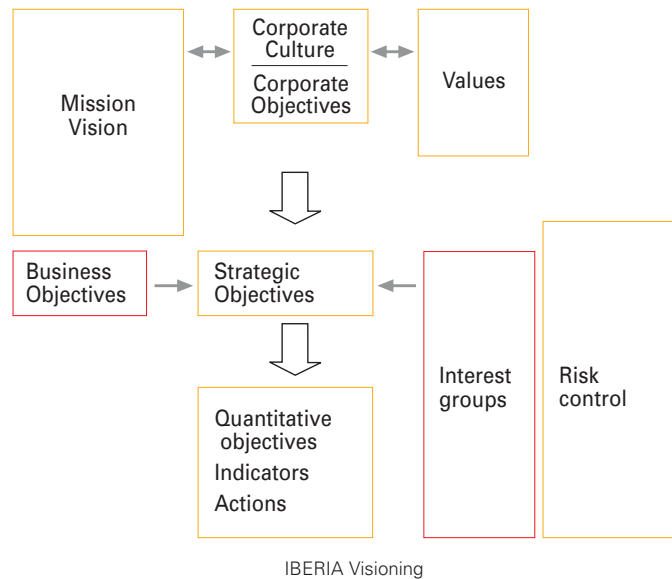 Mission
Vision
Corporate
Culture
Corporate
Objectives
Values
Business
Objectives
Strategic
Objectives
Interest
groups
Risk
control
Quantitative
objectives
Indicators
Actions
IBERIA Visioning